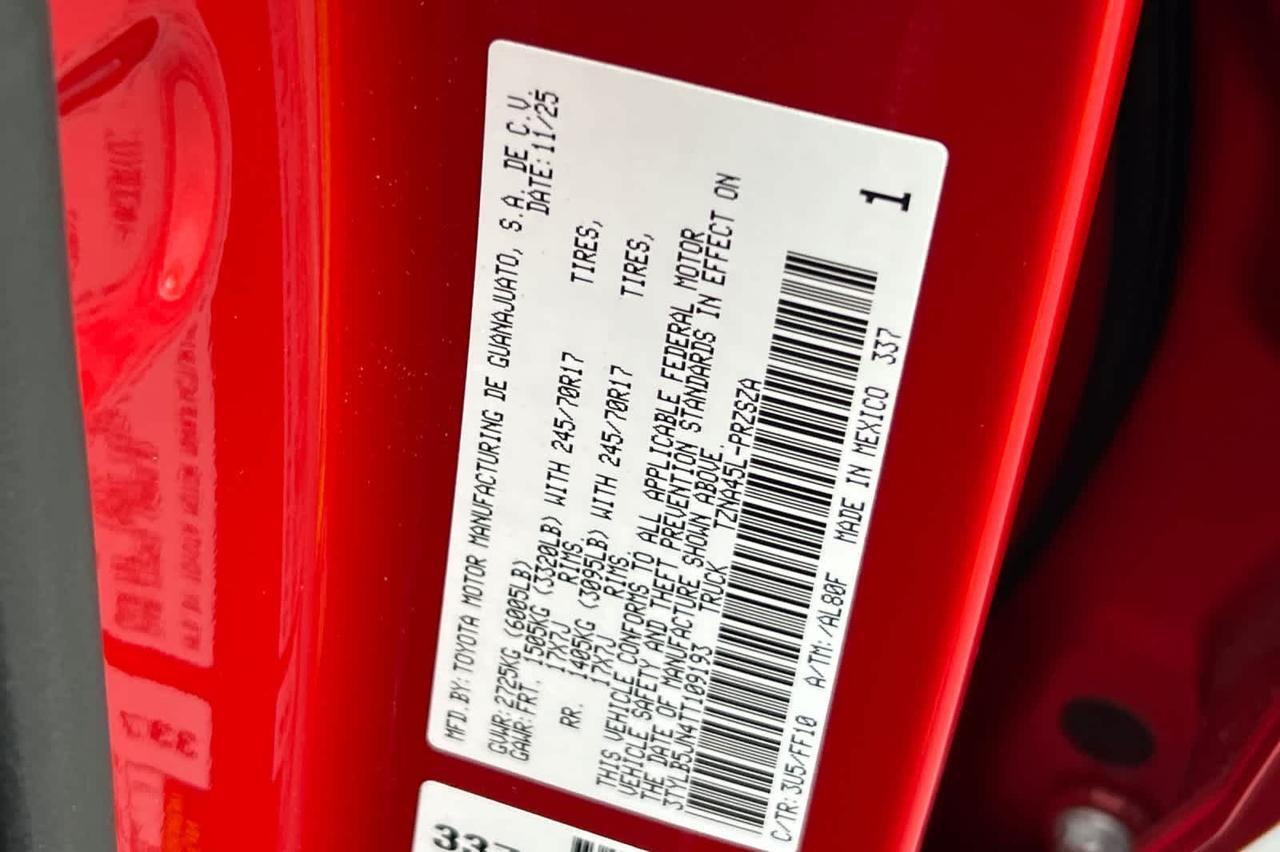 MFD.BY:TOYOTA MOTOR MANUFACTURING DE GUANAJUATO, S.A. DE C.V.
DATE:11/25
GVWR:2725KG (6005LB)
GAWR:FRT. 1505KG (3320LB) WITH 245/70R17 TIRES,
17X7J RIMS
RR. 1405KG (3095LB) WITH 245/70R17 TIRES,
17X7J RIMS
THIS VEHICLE CONFORMS TO ALL APPLICABLE FEDERAL MOTOR
VEHICLE SAFETY AND THEFT PREVENTION STANDARDS IN EFFECT ON
THE DATE OF MANUFACTURE SHOWN ABOVE.
3TYLB5JN4TT109193 TRUCK TZNA45L-PRZSZA
1
C/TR:3U5/FF10 A/TM:/AL80F MADE IN MEXICO 337